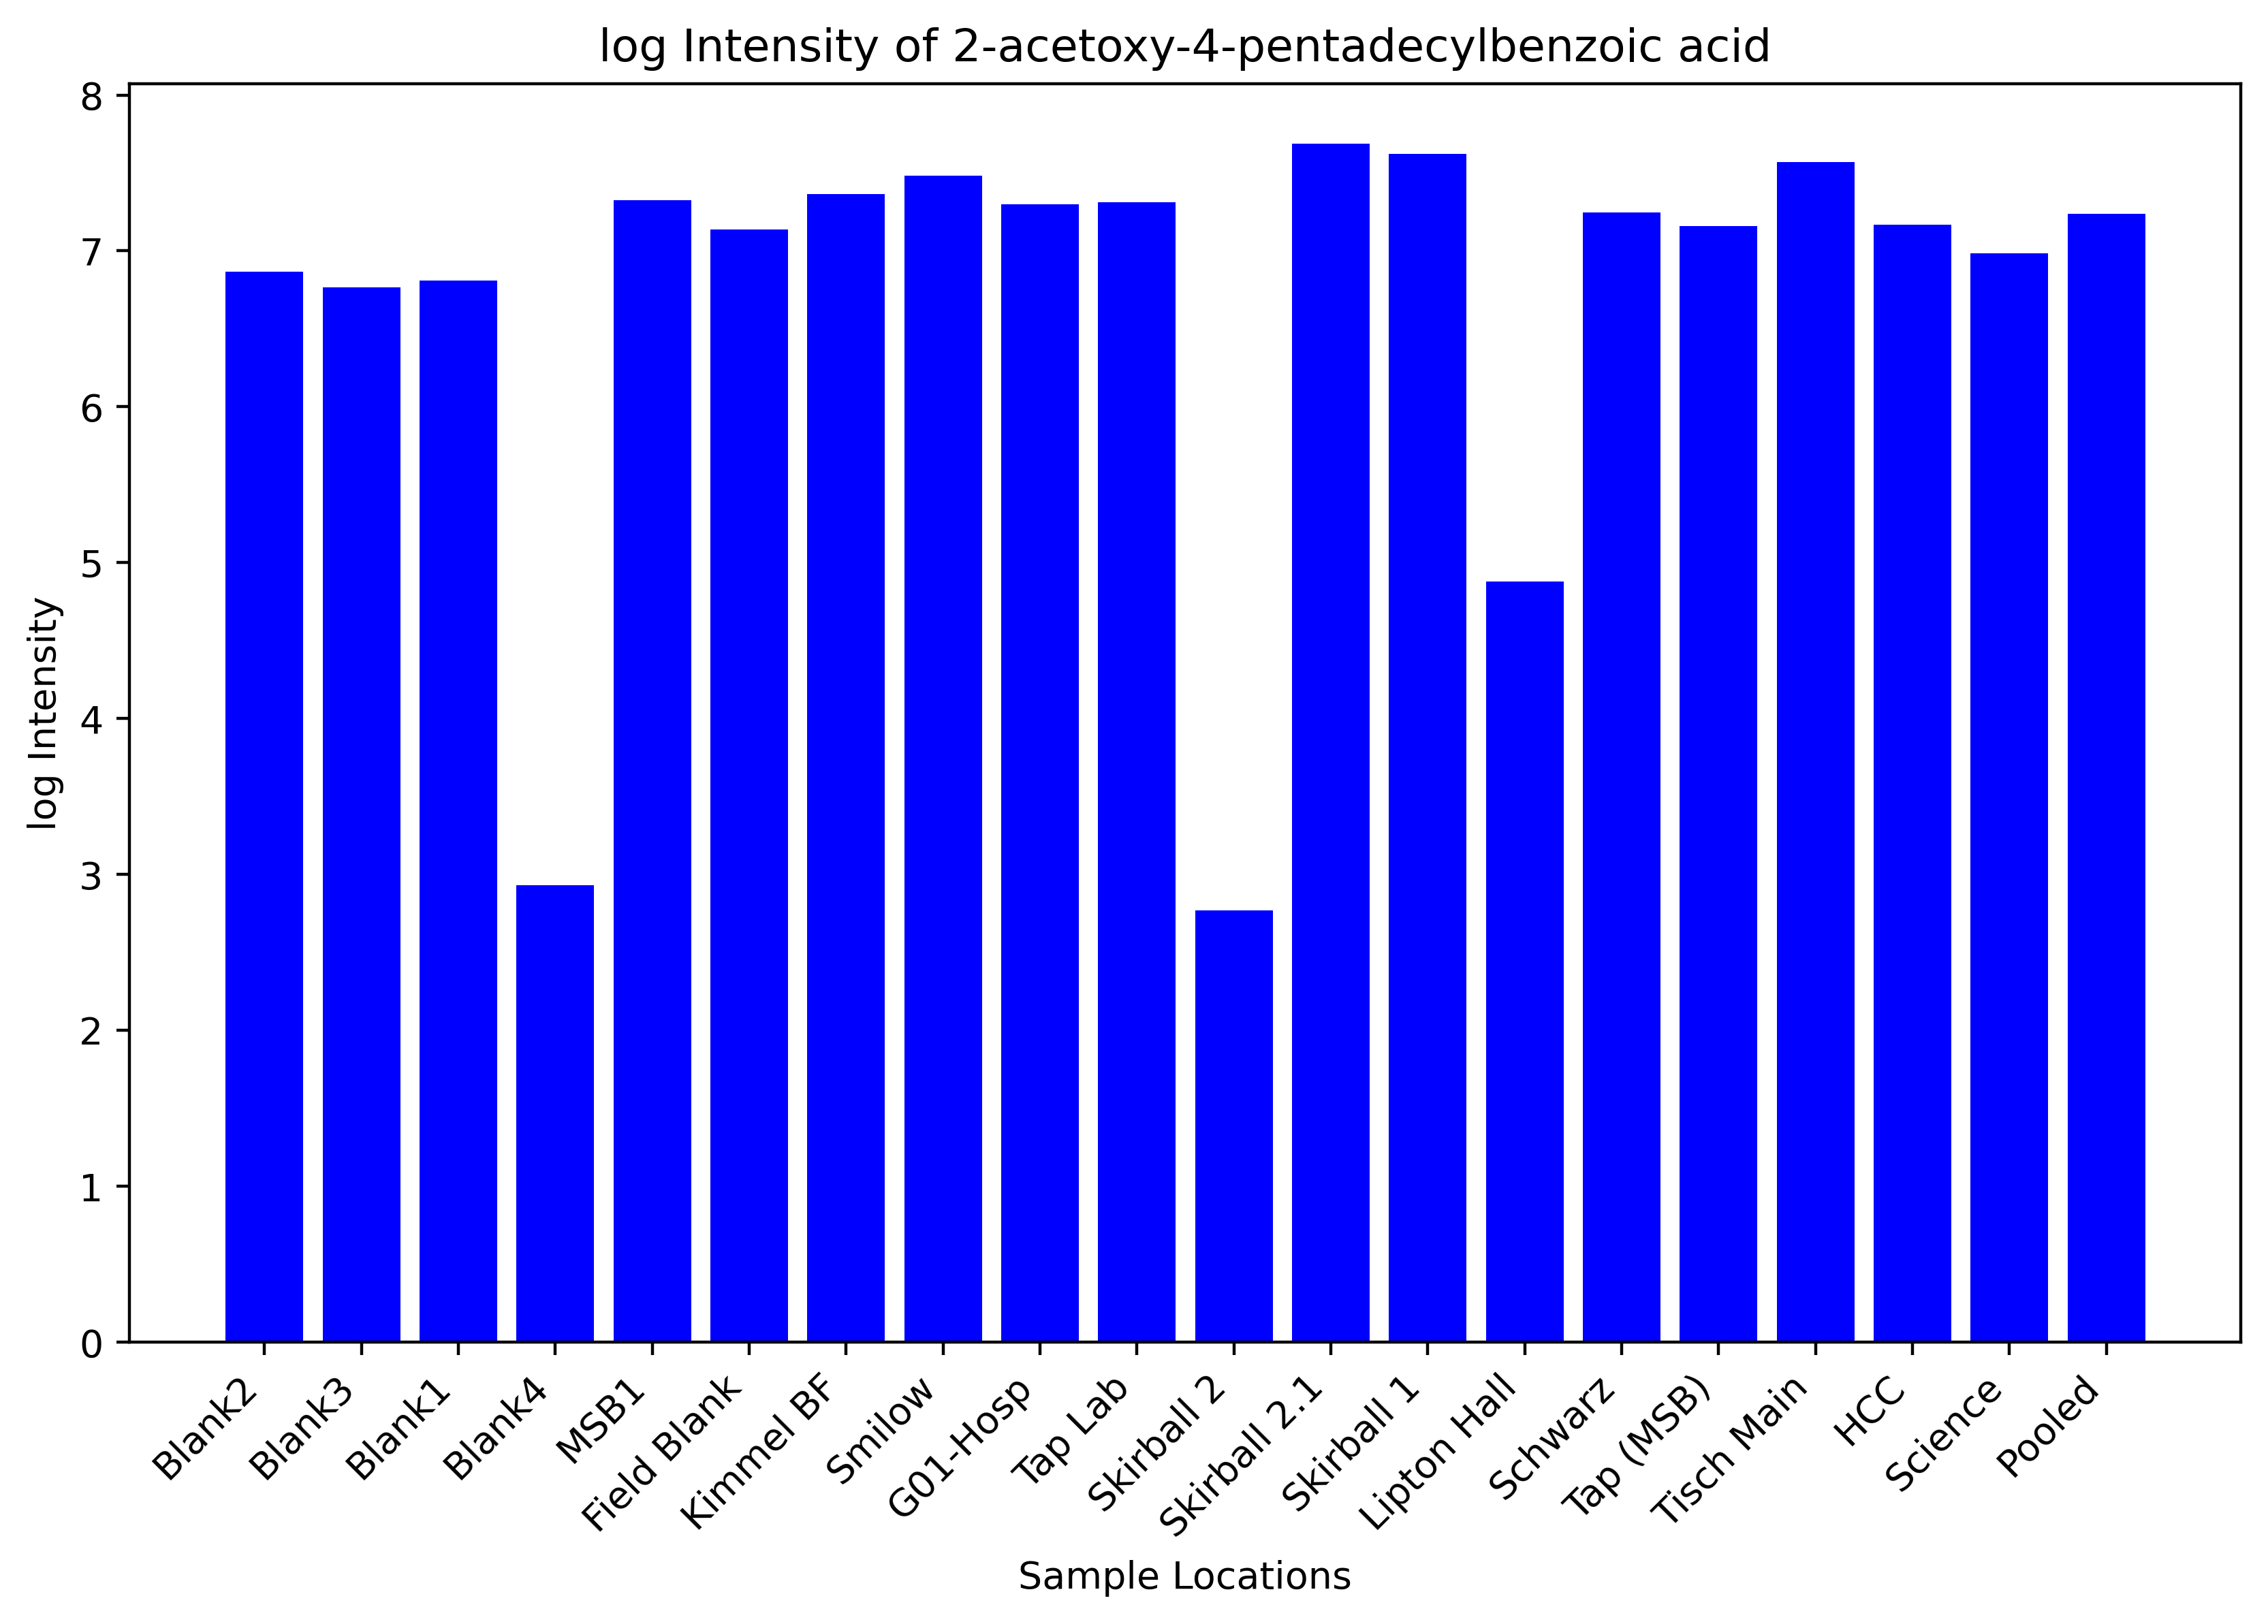 log Intensity of 2-acetoxy-4-pentadecylbenzoic acid
8
7
6
5
4
3
2
1
0
log Intensity
Blank2
Blank3
Blank1
Blank4
MSB1
Field Blank
Kimmel BF
Smilow
G01-Hosp
Tap Lab
Skirball 2
Skirball 2.1
Skirball 1
Lipton Hall
Schwarz
Tap (MSB)
Tisch Main
HCC
Science
Pooled
Sample Locations